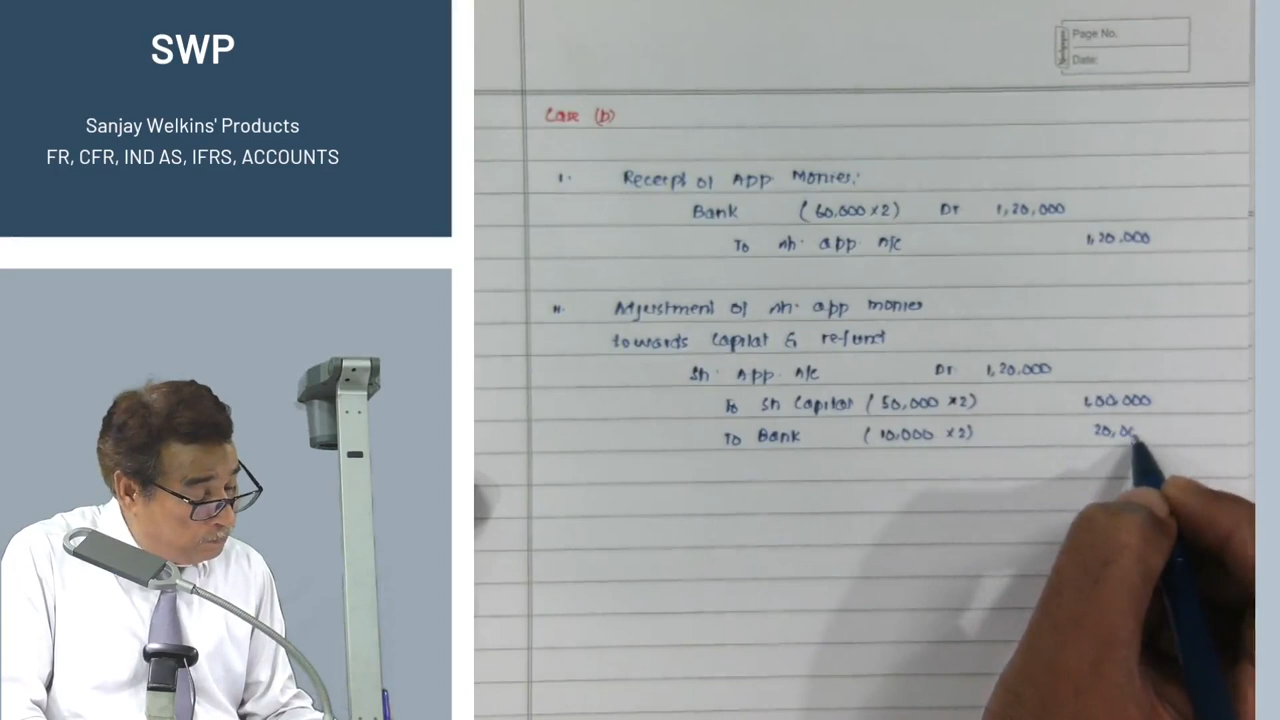 SWP
Sanjay Welkins' Products
FR, CFR, IND AS, IFRS, ACCOUNTS
Page No.
Date:
Case (b)
I. Receipt of App. Monies:
Bank (60,000 × 2) Dr 1,20,000
To sh. app. A/c 1,20,000
II. Adjustment of sh. app monies
towards capital & refund
Sh. App. A/c Dr 1,20,000
To Sh Capital (50,000 × 2) 1,00,000
To Bank (10,000 × 2) 20,00